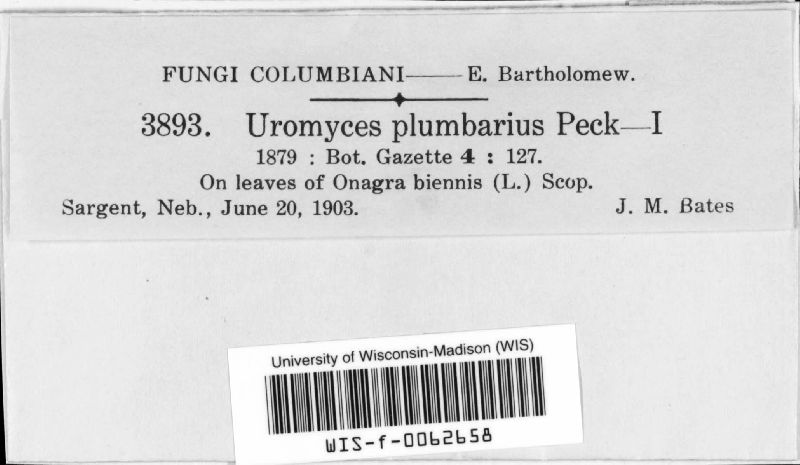 FUNGI COLUMBIANI—— E. Bartholomew.
3893. Uromyces plumbarius Peck—I
1879 : Bot. Gazette 4 : 127.
On leaves of Onagra biennis (L.) Scop.
Sargent, Neb., June 20, 1903. J. M. Bates
University of Wisconsin-Madison (WIS)
WIS-f-0062658